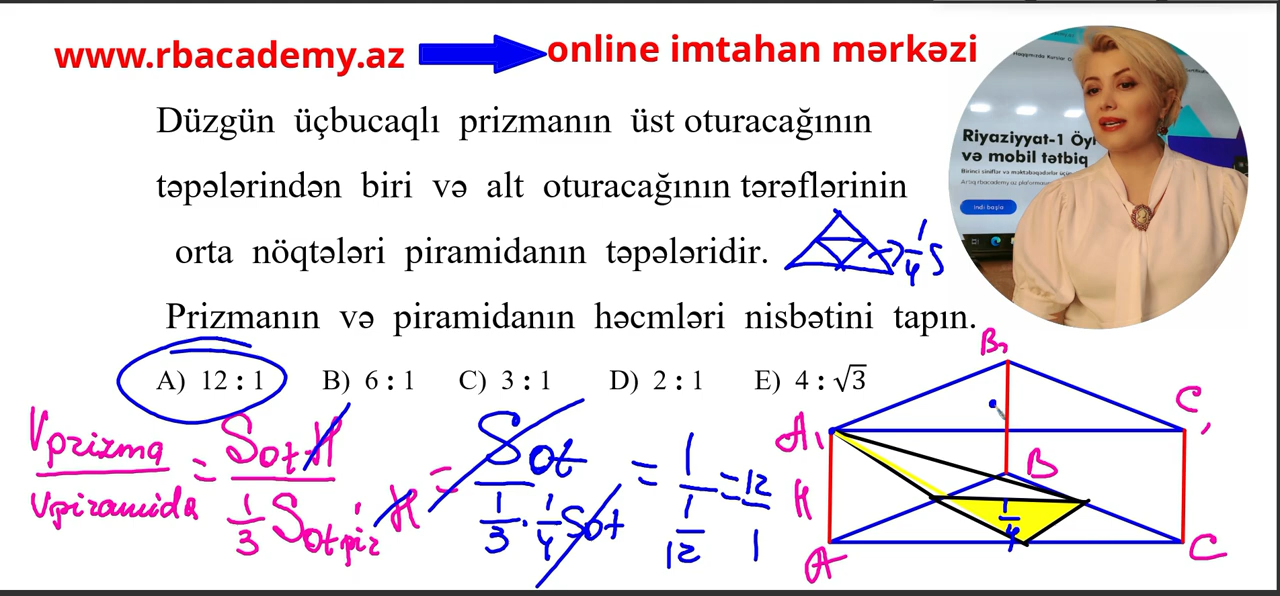 www.rbacademy.az online imtahan mərkəzi
Riyaziyyat-1 Öy
və mobil tətbiq
İndi başla
Düzgün üçbucaqlı prizmanın üst oturacağının
təpələrindən biri və alt oturacağının tərəflərinin
orta nöqtələri piramidanın təpələridir.
1/4 S
Prizmanın və piramidanın həcmləri nisbətini tapın.
A) 12 : 1 B) 6 : 1 C) 3 : 1 D) 2 : 1 E) 4 : √3
Vprizma / Vpiramida = Sot H / 1/3 Sot pir H = Sot / 1/3 · 1/4 Sot = 1 / 1/12 = 12/1
B₁
C₁
A₁
B
H
1/4
A
C